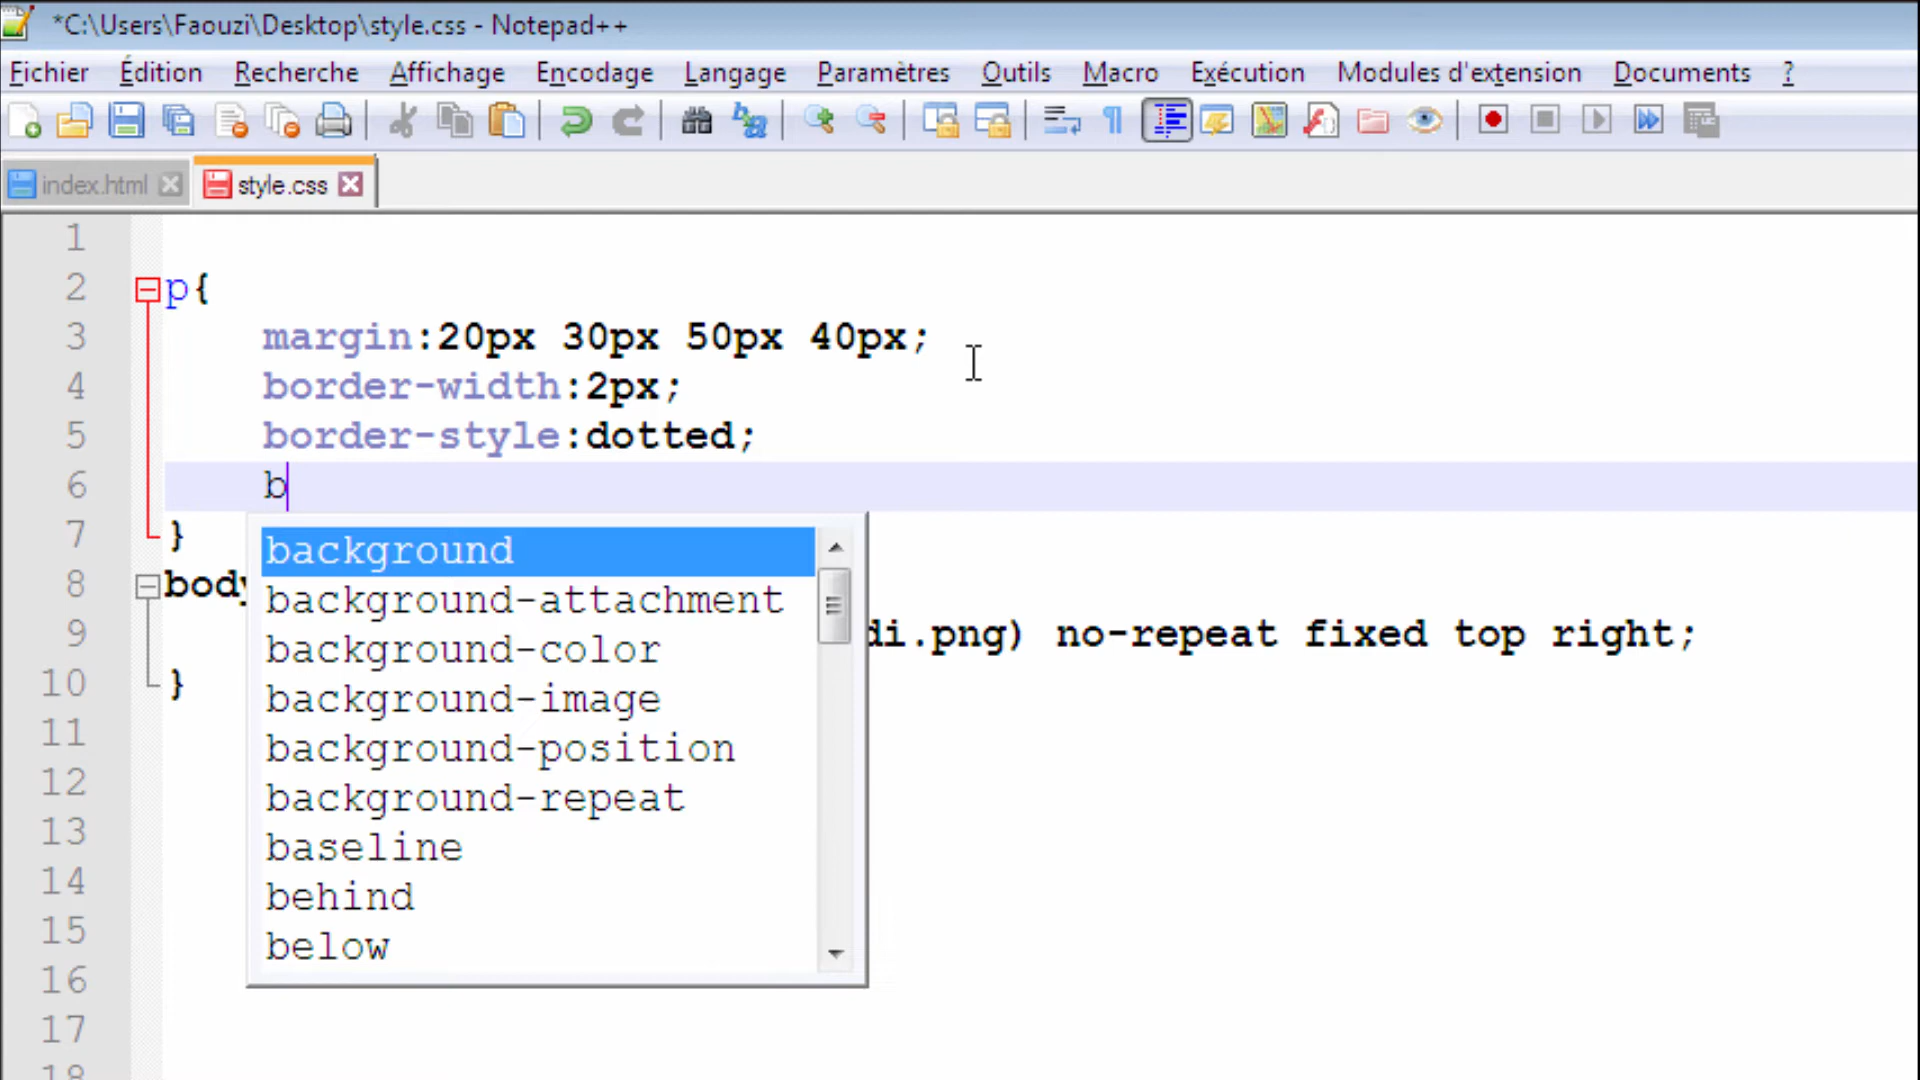 *C:\Users\Faouzi\Desktop\style.css - Notepad++
Fichier Édition Recherche Affichage Encodage Langage Paramètres Outils Macro Exécution Modules d'extension Documents ?
index.html style.css
1
2 p{
3 margin:20px 30px 50px 40px;
4 border-width:2px;
5 border-style:dotted;
6 b
7 }
background
8 body
background-attachment
9 di.png) no-repeat fixed top right;
background-color
10 }
background-image
11
background-position
12
background-repeat
13
baseline
14
behind
15
below
16
17
18